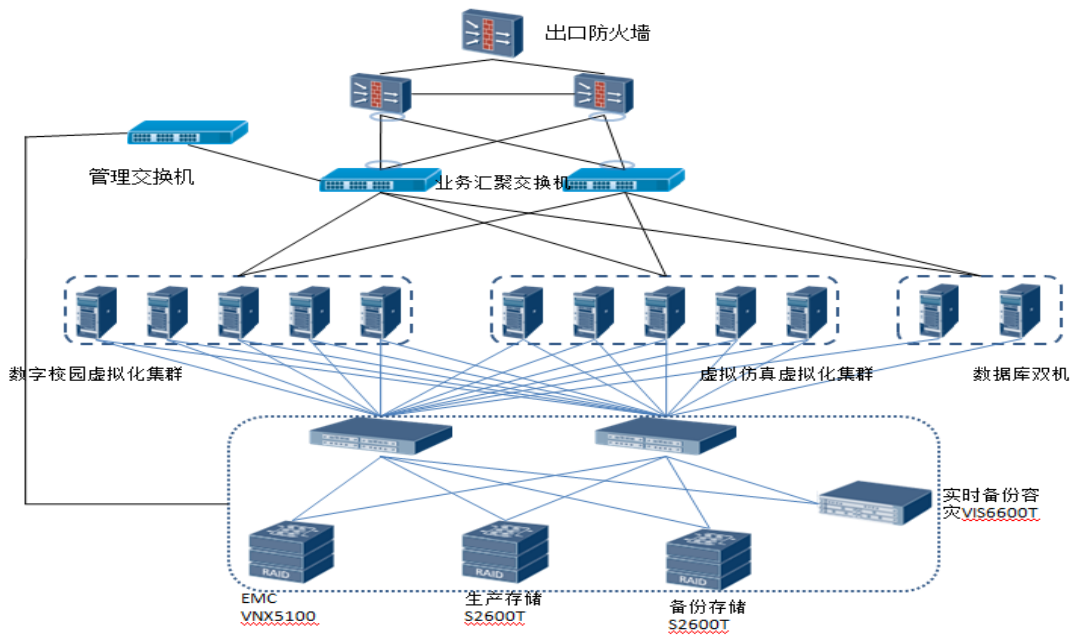 出口防火墙
管理交换机
业务汇聚交换机
数字校园虚拟化集群
虚拟仿真虚拟化集群
数据库双机
实时备份容
灾VIS6600T
RAID
RAID
RAID
EMC
VNX5100
生产存储
S2600T
备份存储
S2600T